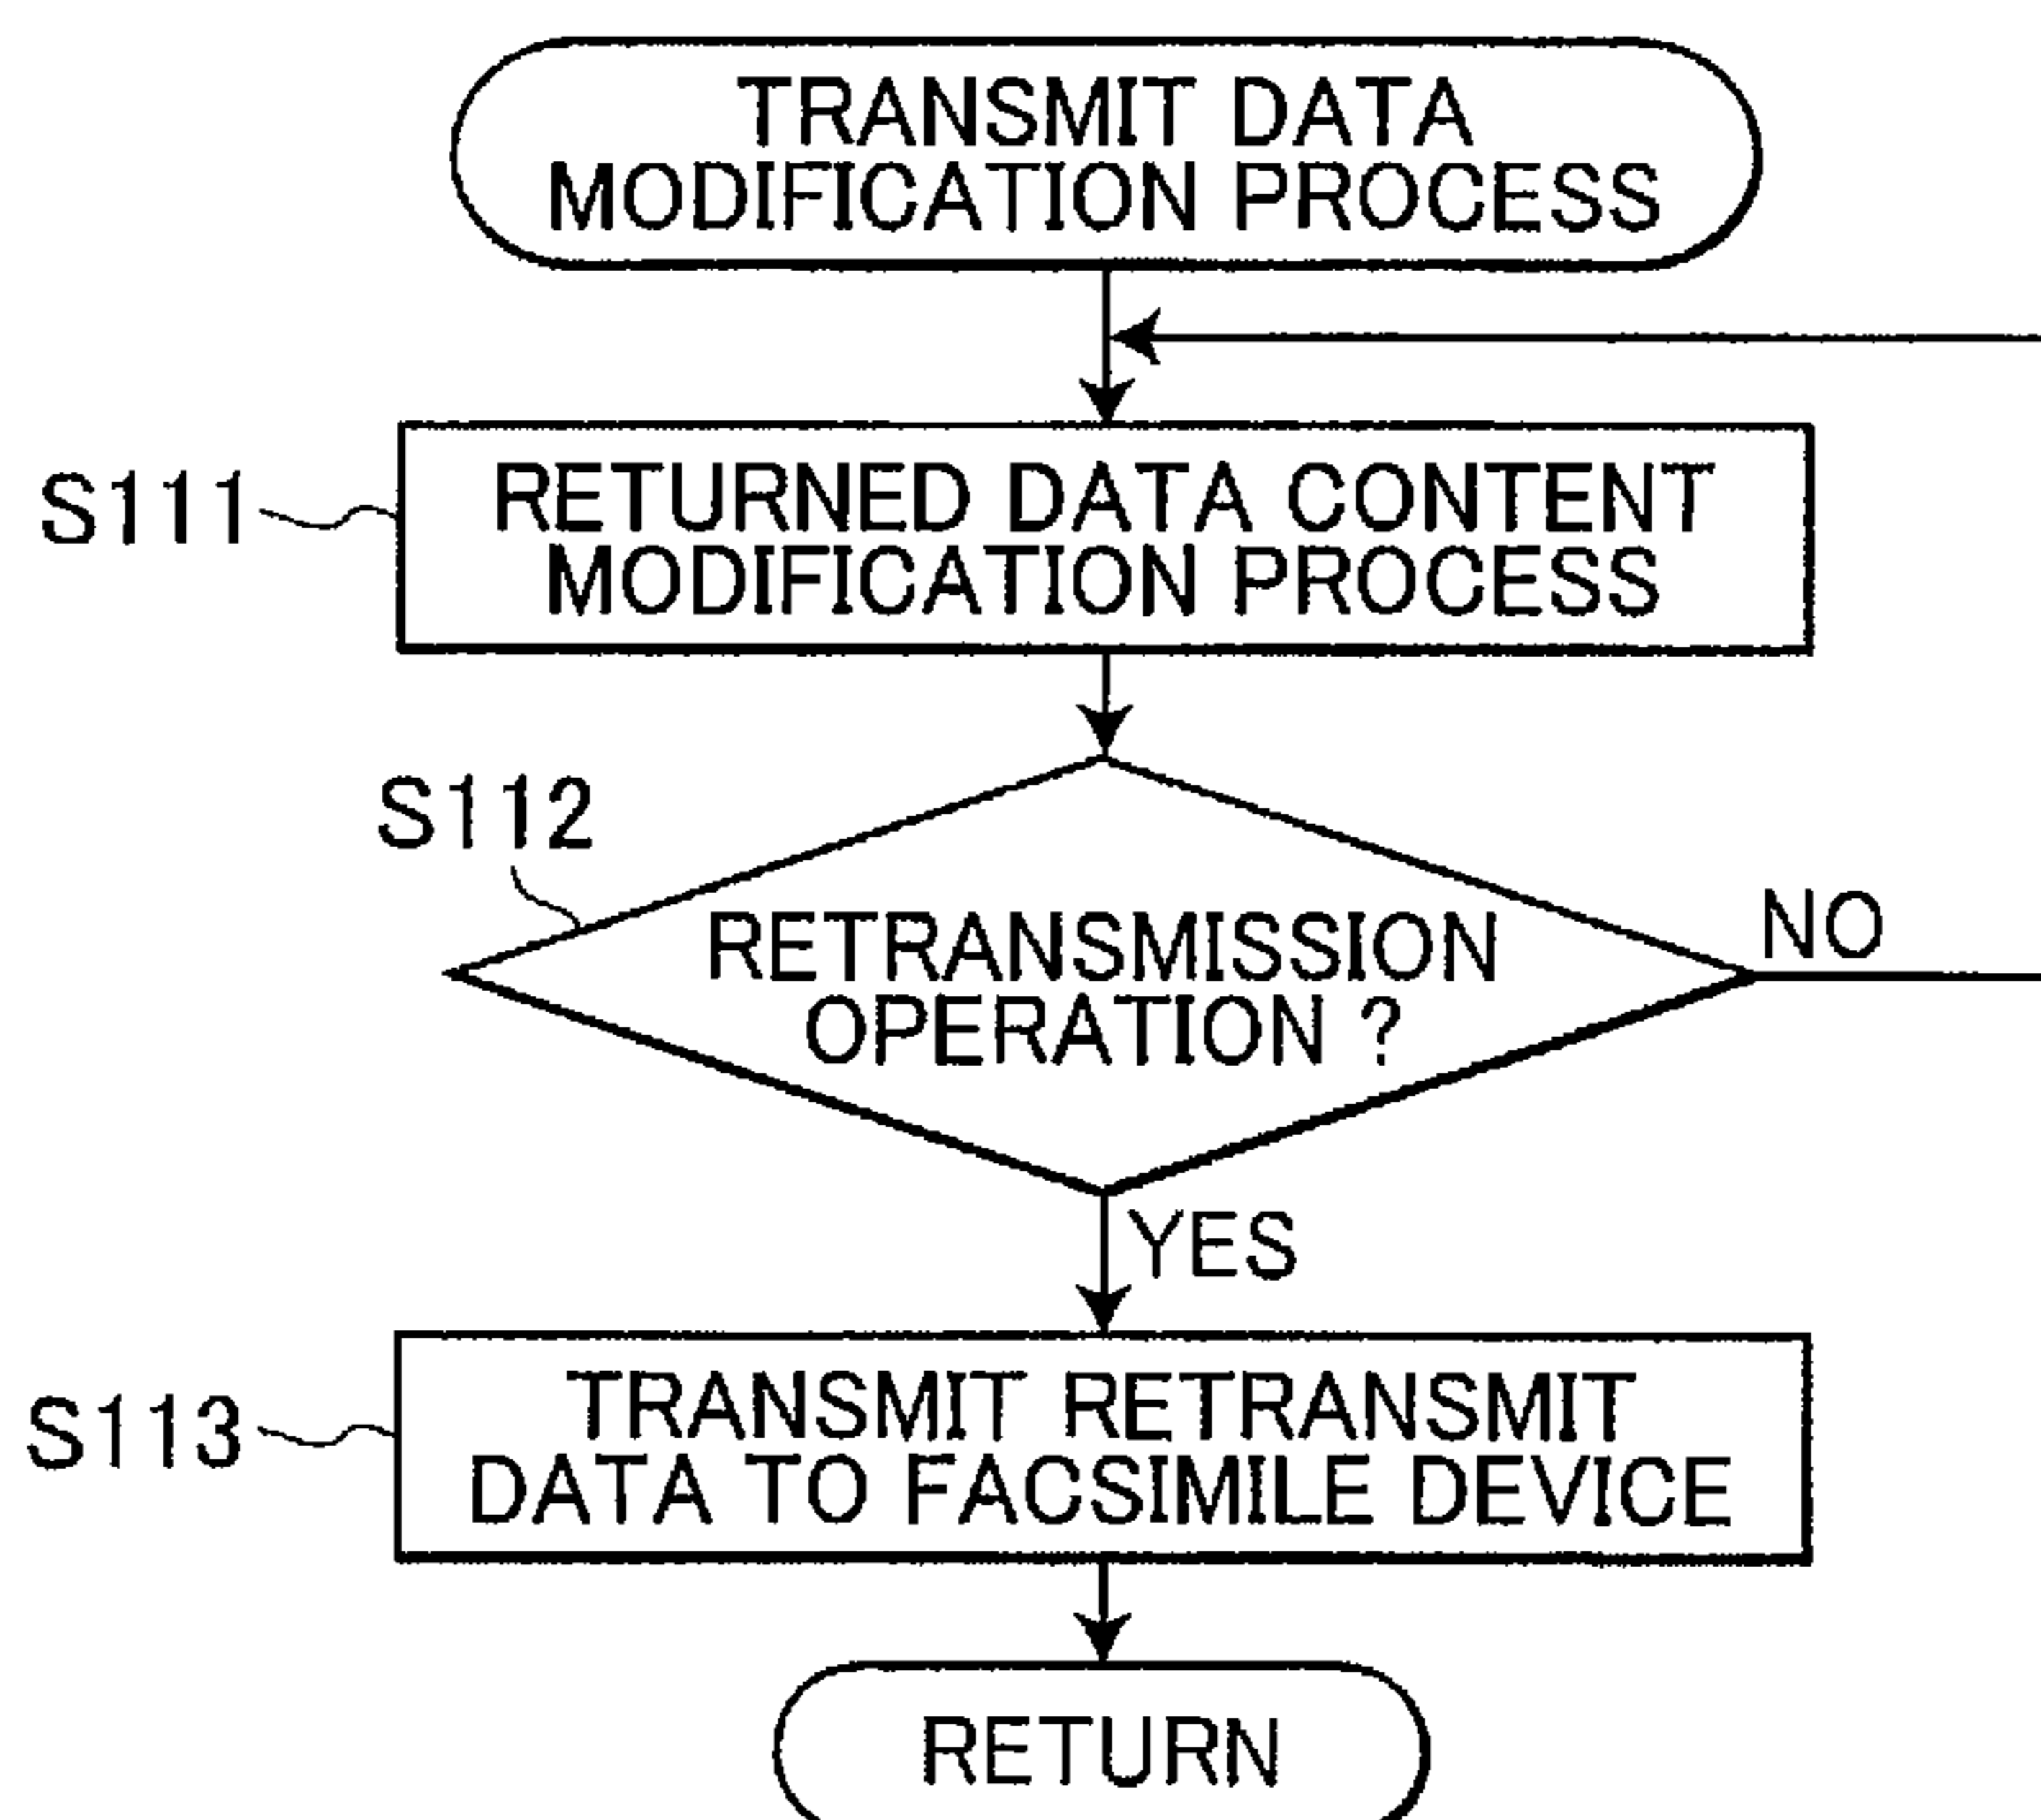 TRANSMIT DATA
MODIFICATION PROCESS
S111
RETURNED DATA CONTENT
MODIFICATION PROCESS
S112
RETRANSMISSION
OPERATION ?
NO
YES
S113
TRANSMIT RETRANSMIT
DATA TO FACSIMILE DEVICE
RETURN